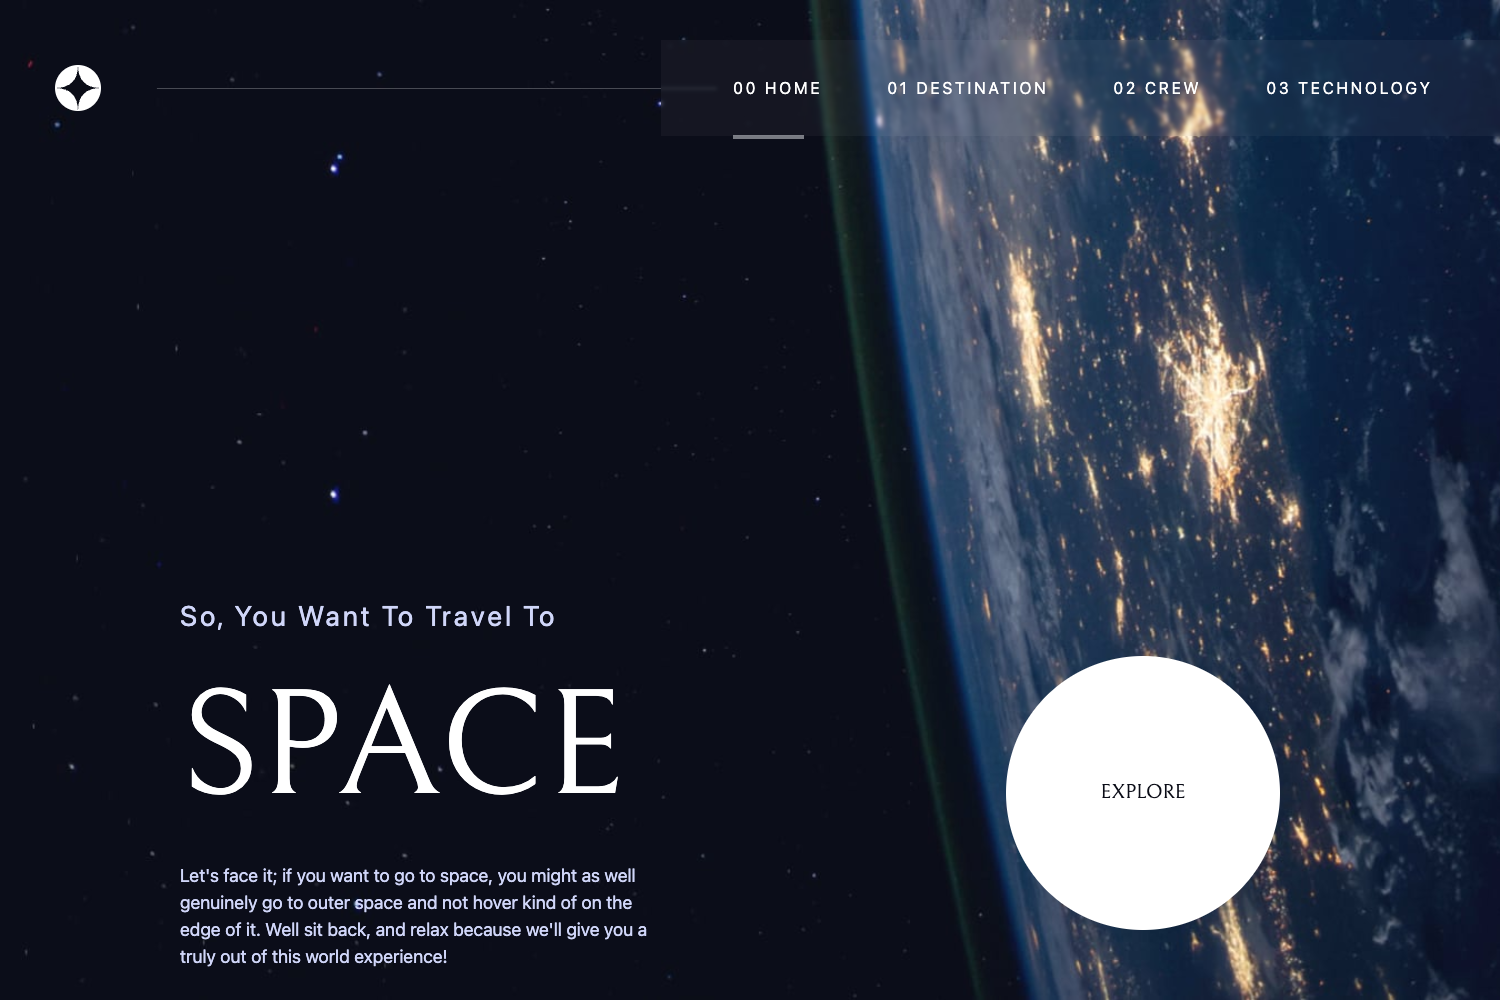 00 HOME
01 DESTINATION
02 CREW
03 TECHNOLOGY
So, You Want To Travel To
SPACE
Let's face it; if you want to go to space, you might as well
genuinely go to outer space and not hover kind of on the
edge of it. Well sit back, and relax because we'll give you a
truly out of this world experience!
EXPLORE